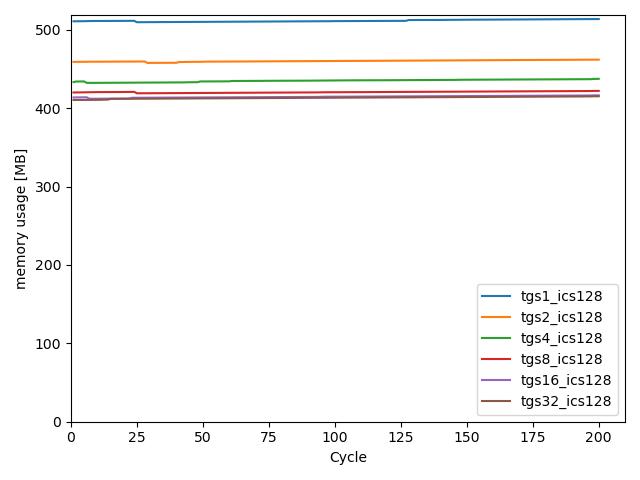 memory usage [MB]
500
400
300
200
100
0
0 25 50 75 100 125 150 175 200
Cycle
tgs1_ics128
tgs2_ics128
tgs4_ics128
tgs8_ics128
tgs16_ics128
tgs32_ics128